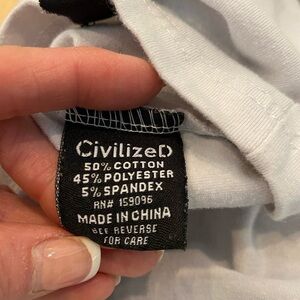 CivilizeD
50% COTTON
45% POLYESTER
5% SPANDEX
RN# 159096
MADE IN CHINA
SEE REVERSE
FOR CARE